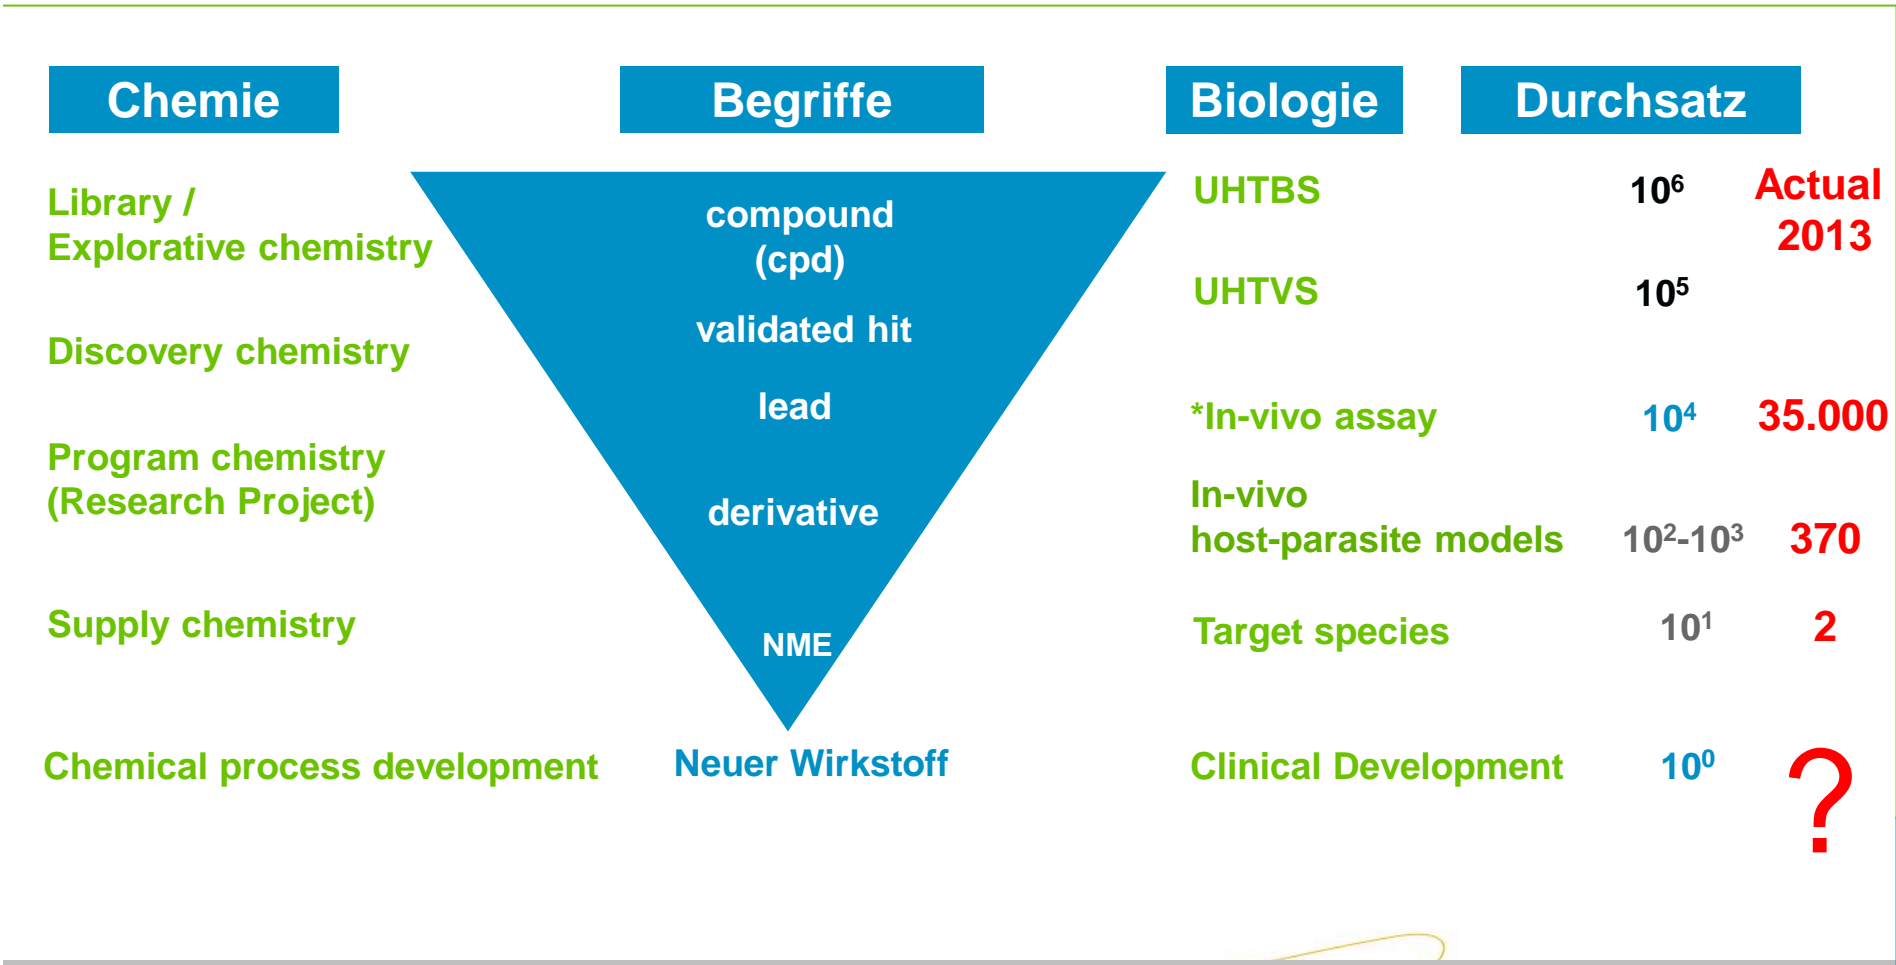 Chemie
Begriffe
Biologie
Durchsatz
Library /
Explorative chemistry
Discovery chemistry
Program chemistry
(Research Project)
Supply chemistry
Chemical process development
compound
(cpd)
validated hit
lead
derivative
NME
Neuer Wirkstoff
UHTBS
UHTVS
*In-vivo assay
In-vivo
host-parasite models
Target species
Clinical Development
10⁶
10⁵
10⁴
10²-10³
10¹
10⁰
Actual
2013
35.000
370
2
?